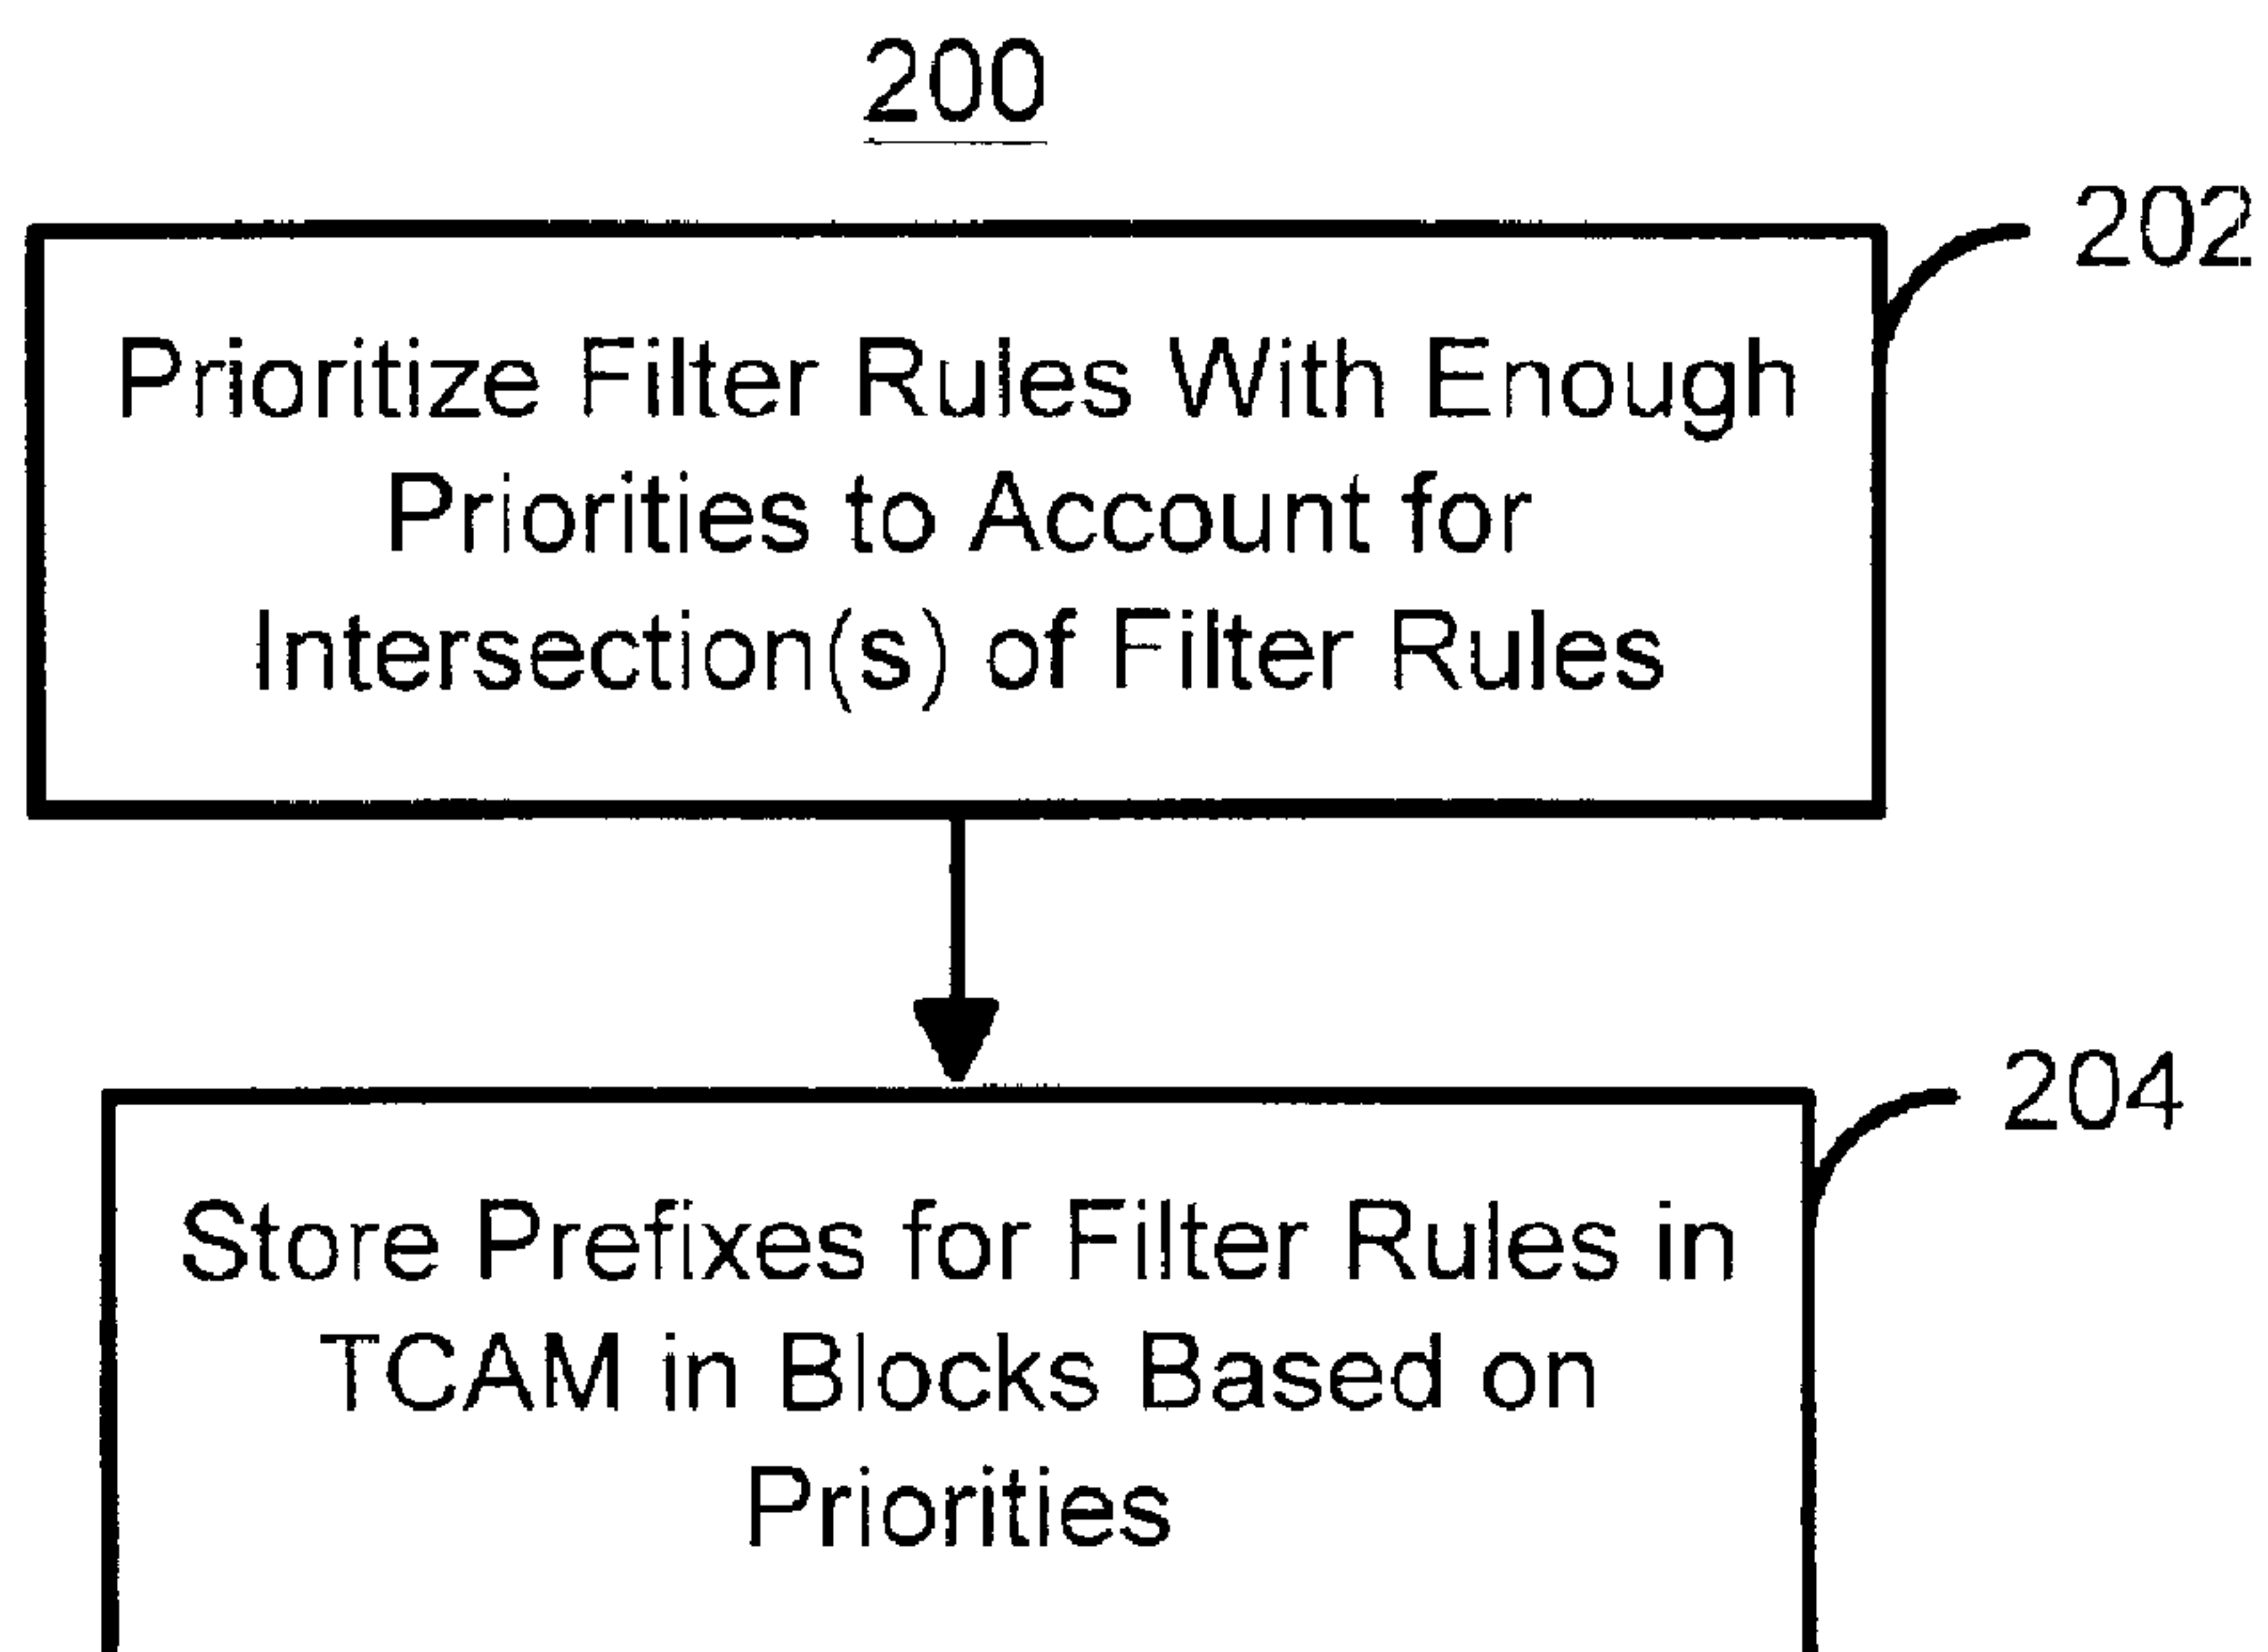 200
202
Prioritize Filter Rules With Enough
Priorities to Account for
Intersection(s) of Filter Rules
204
Store Prefixes for Filter Rules in
TCAM in Blocks Based on
Priorities